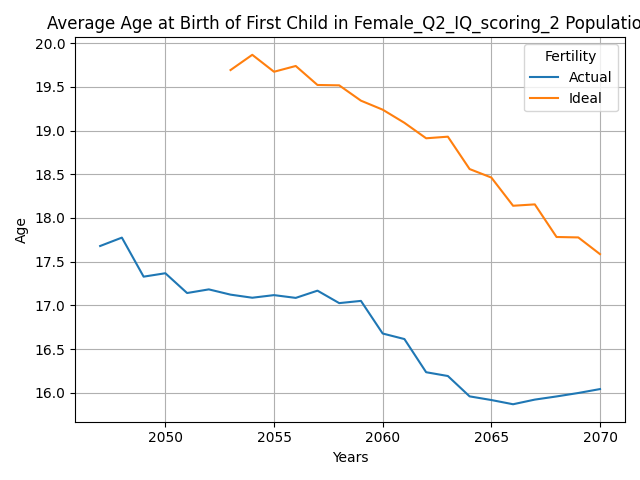 Average Age at Birth of First Child in Female_Q2_IQ_scoring_2 Populatio
20.0
19.5
19.0
18.5
18.0
17.5
17.0
16.5
16.0
Age
Fertility
Actual
Ideal
2050
2055
2060
2065
2070
Years